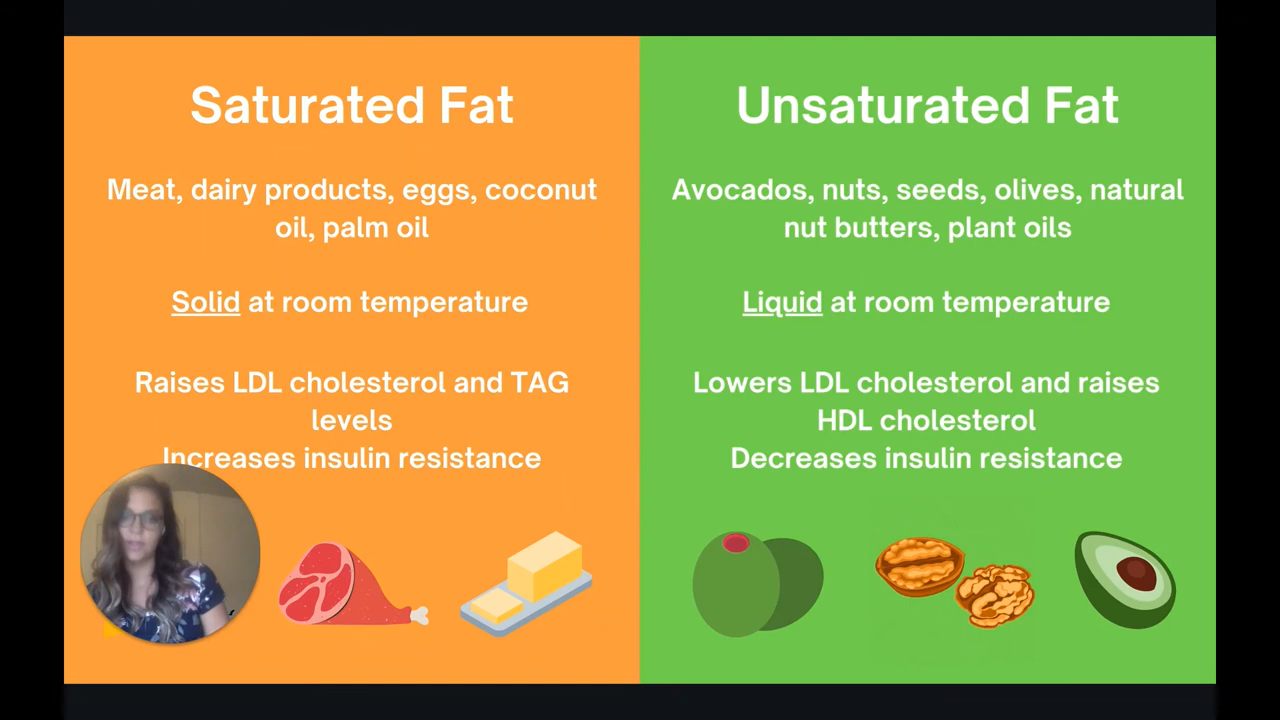 Saturated Fat
Meat, dairy products, eggs, coconut
oil, palm oil
Solid at room temperature
Raises LDL cholesterol and TAG
levels
Increases insulin resistance
Unsaturated Fat
Avocados, nuts, seeds, olives, natural
nut butters, plant oils
Liquid at room temperature
Lowers LDL cholesterol and raises
HDL cholesterol
Decreases insulin resistance